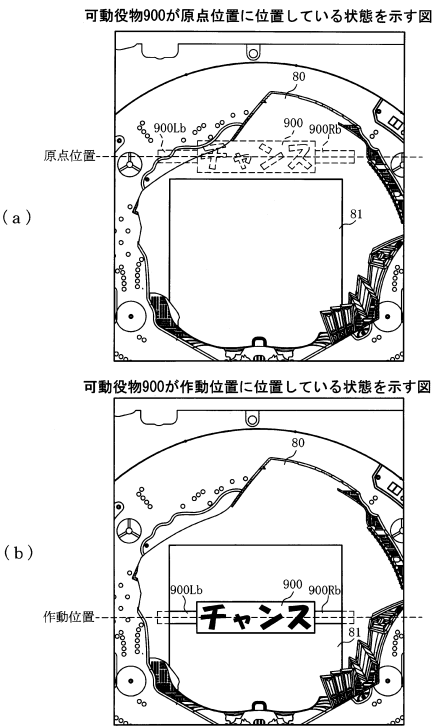 可動役物900が原点位置に位置している状態を示す図
80
900Lb
900
900Rb
原点位置
チャンス
(a)
81
可動役物900が作動位置に位置している状態を示す図
80
(b)
900Lb
900
900Rb
作動位置
チャンス
81